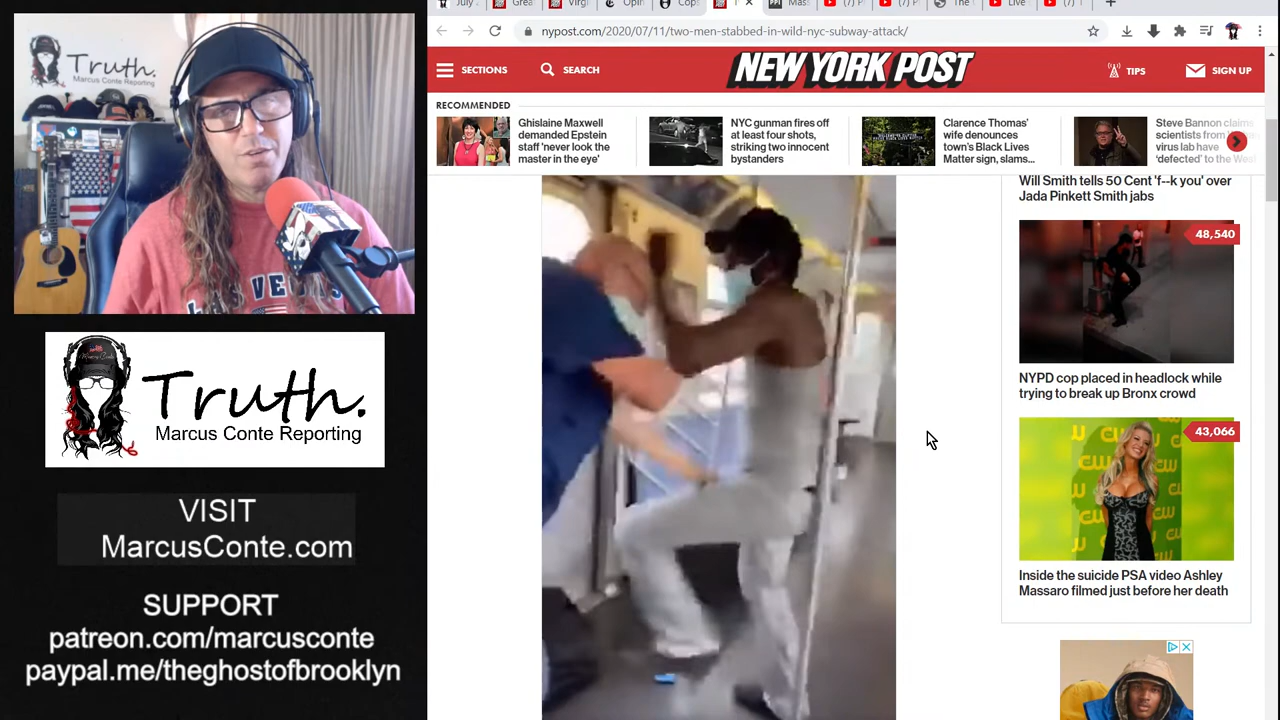 Truth.
Marcus Conte Reporting
Truth.
Marcus Conte Reporting
VISIT
MarcusConte.com
SUPPORT
patreon.com/marcusconte
paypal.me/theghostofbrooklyn
nypost.com/2020/07/11/two-men-stabbed-in-wild-nyc-subway-attack/
SECTIONS
SEARCH
NEW YORK POST
TIPS
SIGN UP
RECOMMENDED
Ghislaine Maxwell
demanded Epstein
staff 'never look the
master in the eye'
NYC gunman fires off
at least four shots,
striking two innocent
bystanders
Clarence Thomas'
wife denounces
town's Black Lives
Matter sign, slams...
Steve Bannon claims
scientists from
virus lab have
'defected' to the
Will Smith tells 50 Cent 'f--k you' over
Jada Pinkett Smith jabs
48,540
NYPD cop placed in headlock while
trying to break up Bronx crowd
43,066
Inside the suicide PSA video Ashley
Massaro filmed just before her death